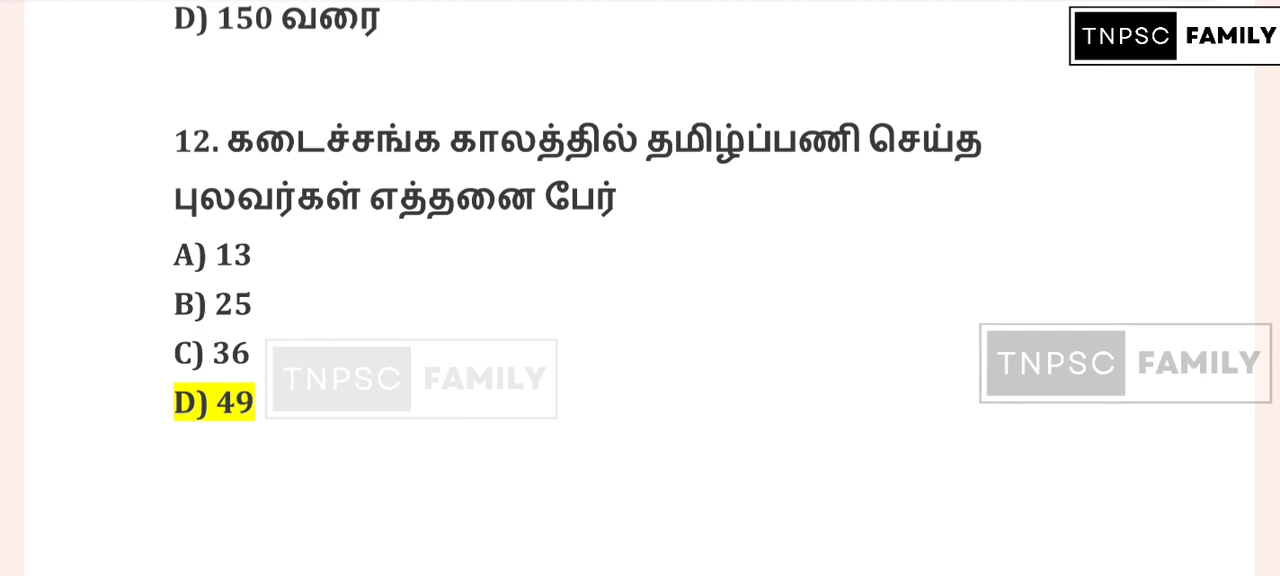 D) 150 வரை
TNPSC FAMILY
12. கடைச்சங்க காலத்தில் தமிழ்ப்பணி செய்த
புலவர்கள் எத்தனை பேர்
A) 13
B) 25
C) 36
TNPSC FAMILY
TNPSC FAMILY
D) 49